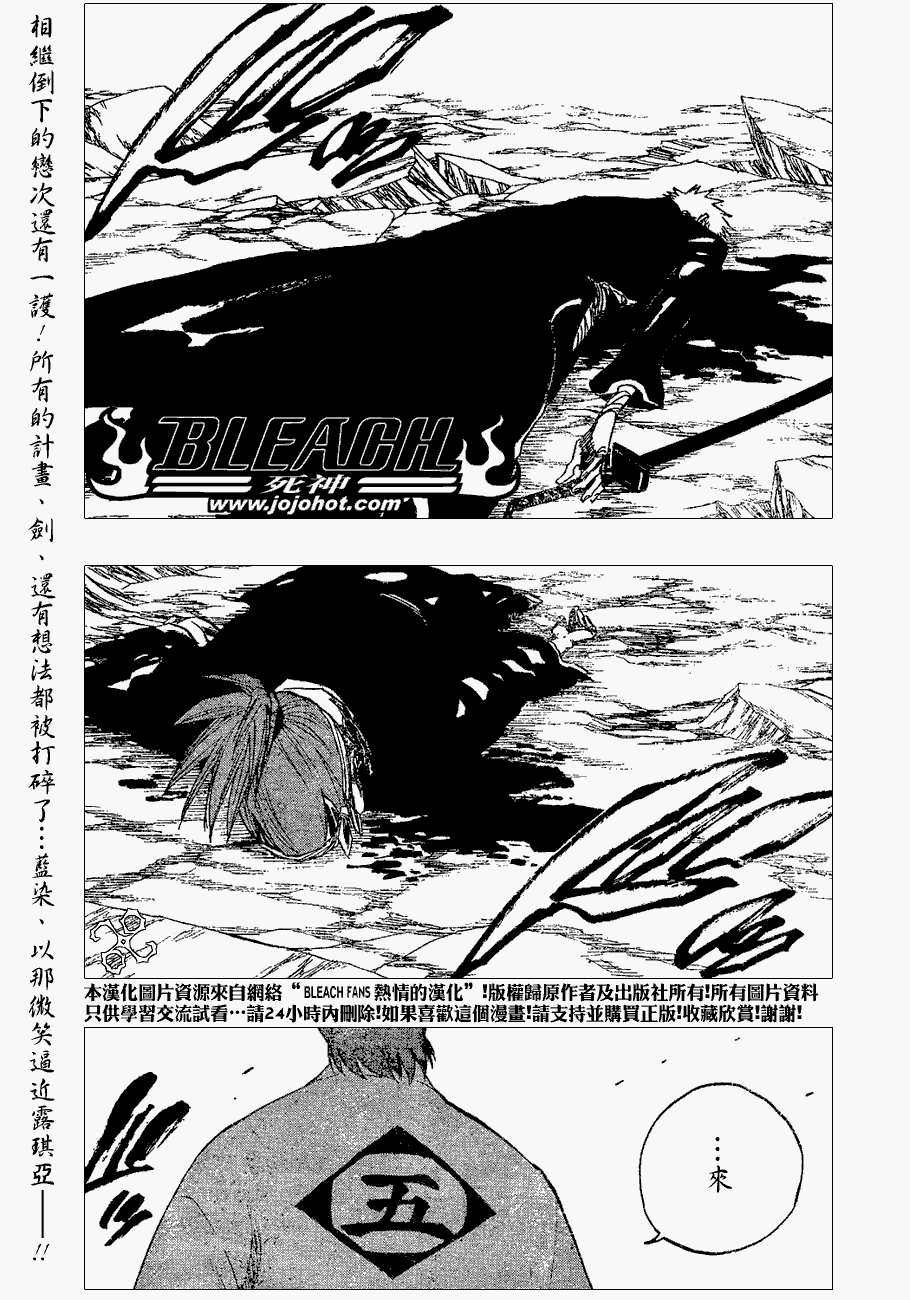 相繼倒下的戀次還有一護！所有的計畫、劍、還有想法都被打碎了…藍染、以那微笑逼近露琪亞——!!
BLEACH
死神
www.jojohot.com
本漢化圖片資源來自網絡“BLEACH FANS 熱情的漢化”!版權歸原作者及出版社所有!所有圖片資料
只供學習交流試看…請24小時內刪除!如果喜歡這個漫畫!請支持並購買正版!收藏欣賞!謝謝!
…來
五